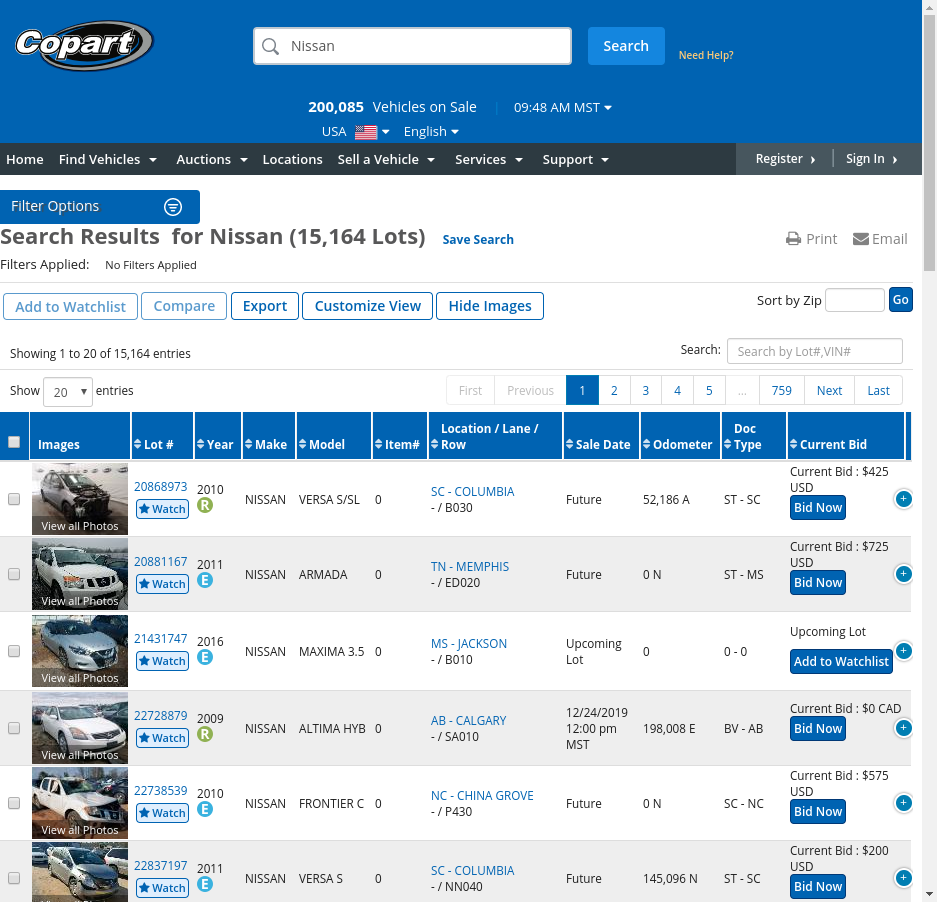 Copart
Nissan
Search
Need Help?
200,085 Vehicles on Sale | 09:48 AM MST
USA English
Home Find Vehicles Auctions Locations Sell a Vehicle Services Support Register › Sign In ›
Filter Options
Search Results for Nissan (15,164 Lots) Save Search
Print Email
Filters Applied: No Filters Applied
Add to Watchlist Compare Export Customize View Hide Images
Sort by Zip Go
Showing 1 to 20 of 15,164 entries
Search: Search by Lot#,VIN#
Show 20 entries
First Previous 1 2 3 4 5 ... 759 Next Last
Images Lot # Year Make Model Item# Location / Lane / Row Sale Date Odometer Doc Type Current Bid
View all Photos
20868973
Watch
2010
R
NISSAN VERSA S/SL 0
SC - COLUMBIA
- / B030
Future 52,186 A ST - SC
Current Bid : $425
USD
Bid Now
+
View all Photos
20881167
Watch
2011
E
NISSAN ARMADA 0
TN - MEMPHIS
- / ED020
Future 0 N ST - MS
Current Bid : $725
USD
Bid Now
+
View all Photos
21431747
Watch
2016
E
NISSAN MAXIMA 3.5 0
MS - JACKSON
- / B010
Upcoming
Lot
0 0 - 0
Upcoming Lot
Add to Watchlist
+
View all Photos
22728879
Watch
2009
R
NISSAN ALTIMA HYB 0
AB - CALGARY
- / SA010
12/24/2019
12:00 pm
MST
198,008 E BV - AB
Current Bid : $0 CAD
Bid Now
+
View all Photos
22738539
Watch
2010
E
NISSAN FRONTIER C 0
NC - CHINA GROVE
- / P430
Future 0 N SC - NC
Current Bid : $575
USD
Bid Now
+
22837197
Watch
2011
E
NISSAN VERSA S 0
SC - COLUMBIA
- / NN040
Future 145,096 N ST - SC
Current Bid : $200
USD
Bid Now
+